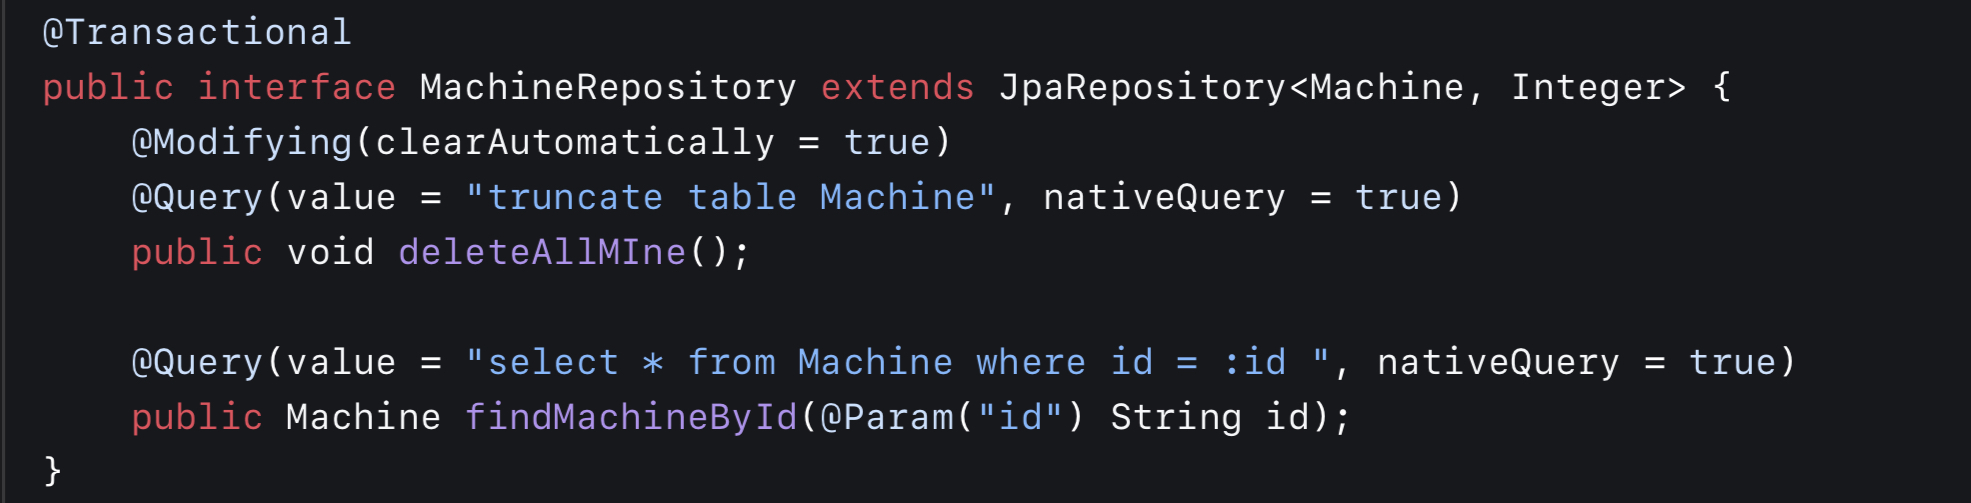 @Transactional
public interface MachineRepository extends JpaRepository<Machine, Integer> {
    @Modifying(clearAutomatically = true)
    @Query(value = "truncate table Machine", nativeQuery = true)
    public void deleteAllMIne();

    @Query(value = "select * from Machine where id = :id ", nativeQuery = true)
    public Machine findMachineById(@Param("id") String id);
}